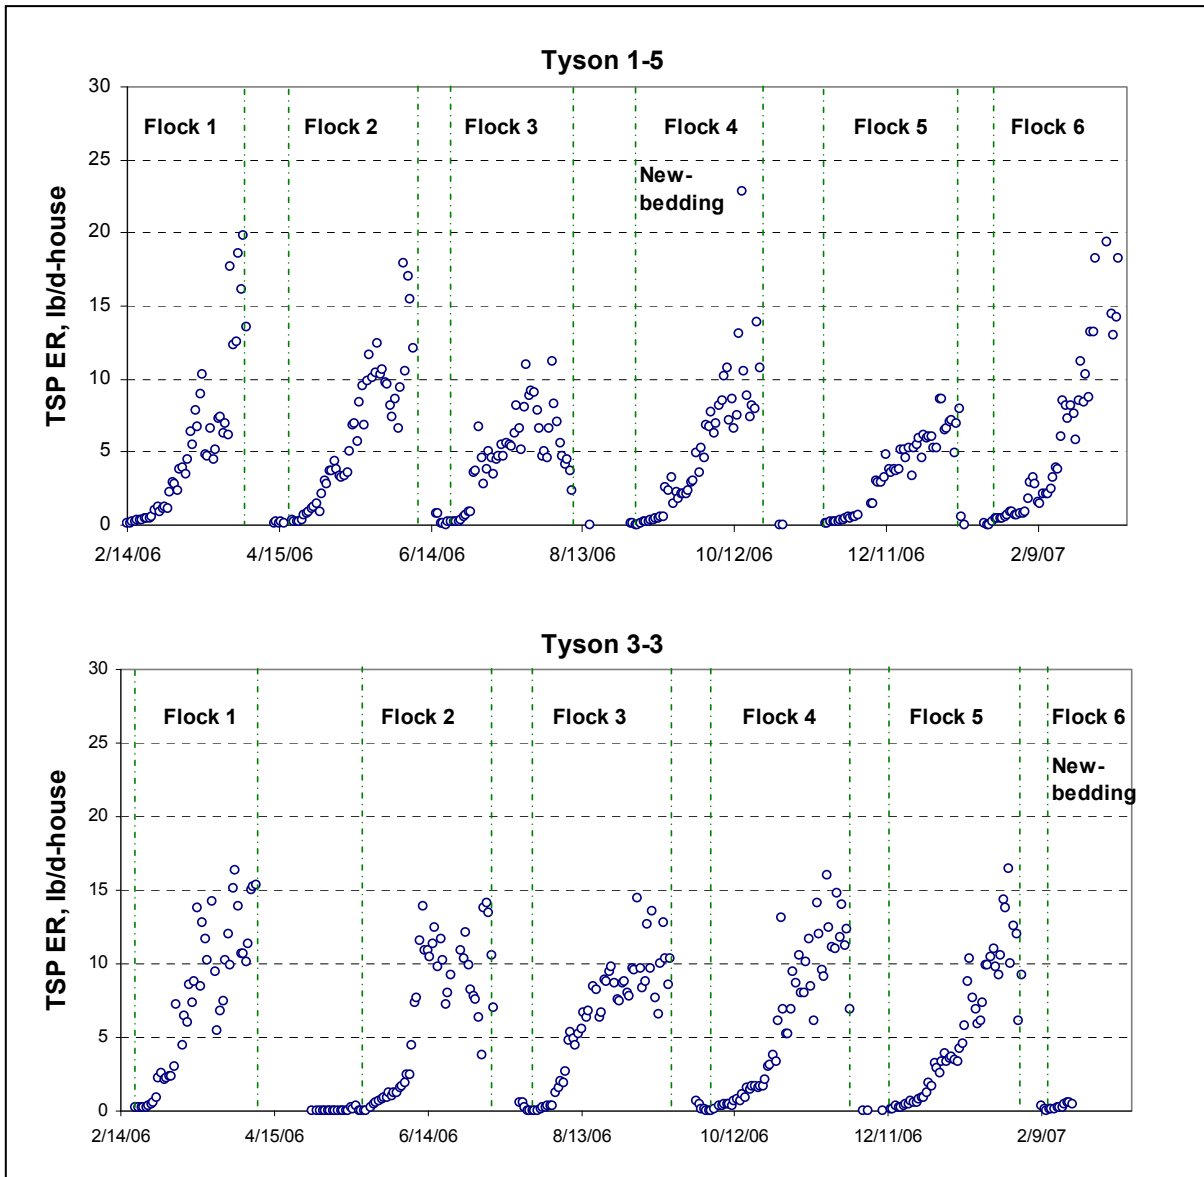 Tyson 1-5
TSP ER, lb/d-house
30
25
20
15
10
5
0
Flock 1
Flock 2
Flock 3
Flock 4
Flock 5
Flock 6
New-
bedding
2/14/06
4/15/06
6/14/06
8/13/06
10/12/06
12/11/06
2/9/07
Tyson 3-3
TSP ER, lb/d-house
30
25
20
15
10
5
0
Flock 1
Flock 2
Flock 3
Flock 4
Flock 5
Flock 6
New-
bedding
2/14/06
4/15/06
6/14/06
8/13/06
10/12/06
12/11/06
2/9/07